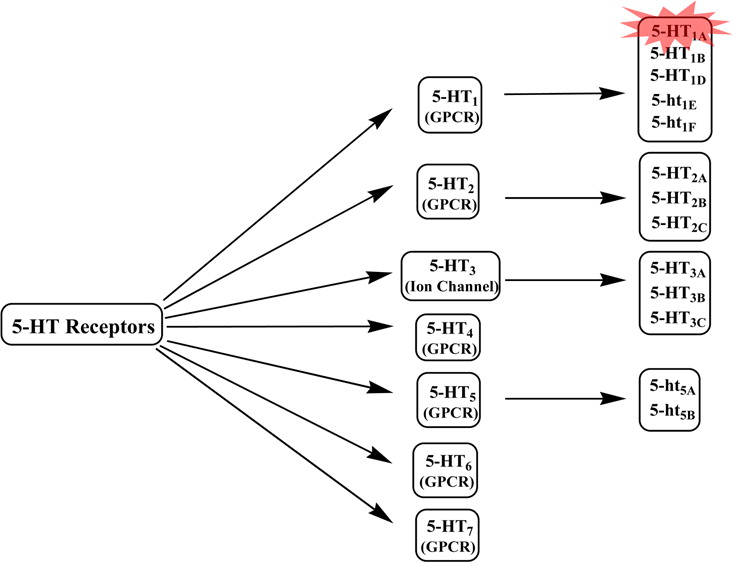 5-HT Receptors
5-HT₁
(GPCR)
5-HT₂
(GPCR)
5-HT₃
(Ion Channel)
5-HT₄
(GPCR)
5-HT₅
(GPCR)
5-HT₆
(GPCR)
5-HT₇
(GPCR)
5-HT1A
5-HT1B
5-HT1D
5-ht1E
5-ht1F
5-HT2A
5-HT2B
5-HT2C
5-HT3A
5-HT3B
5-HT3C
5-ht5A
5-ht5B